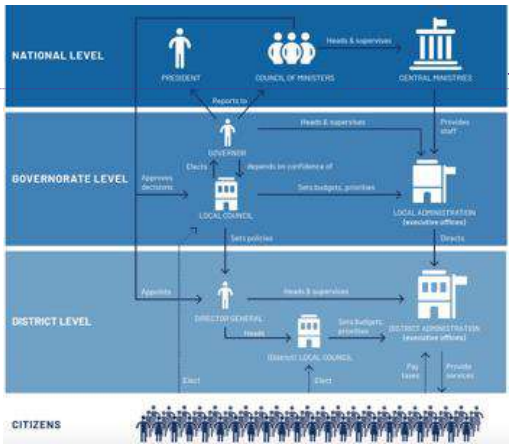 NATIONAL LEVEL
PRESIDENT
COUNCIL OF MINISTERS
Heads & supervises
CENTRAL MINISTRIES
Reports to
Heads & supervises
Provides
staff
GOVERNOR
GOVERNORATE LEVEL
Approves
decisions
Elects
depends on confidence of
LOCAL COUNCIL
Sets budgets, priorities
LOCAL ADMINISTRATION
(executive offices)
Sets policies
Directs
DISTRICT LEVEL
Appoints
DIRECTOR GENERAL
Heads & supervises
Heads
(District) LOCAL COUNCIL
Sets budgets,
priorities
DISTRICT ADMINISTRATION
(executive offices)
Elect
Elect
Pay
taxes
Provide
services
CITIZENS